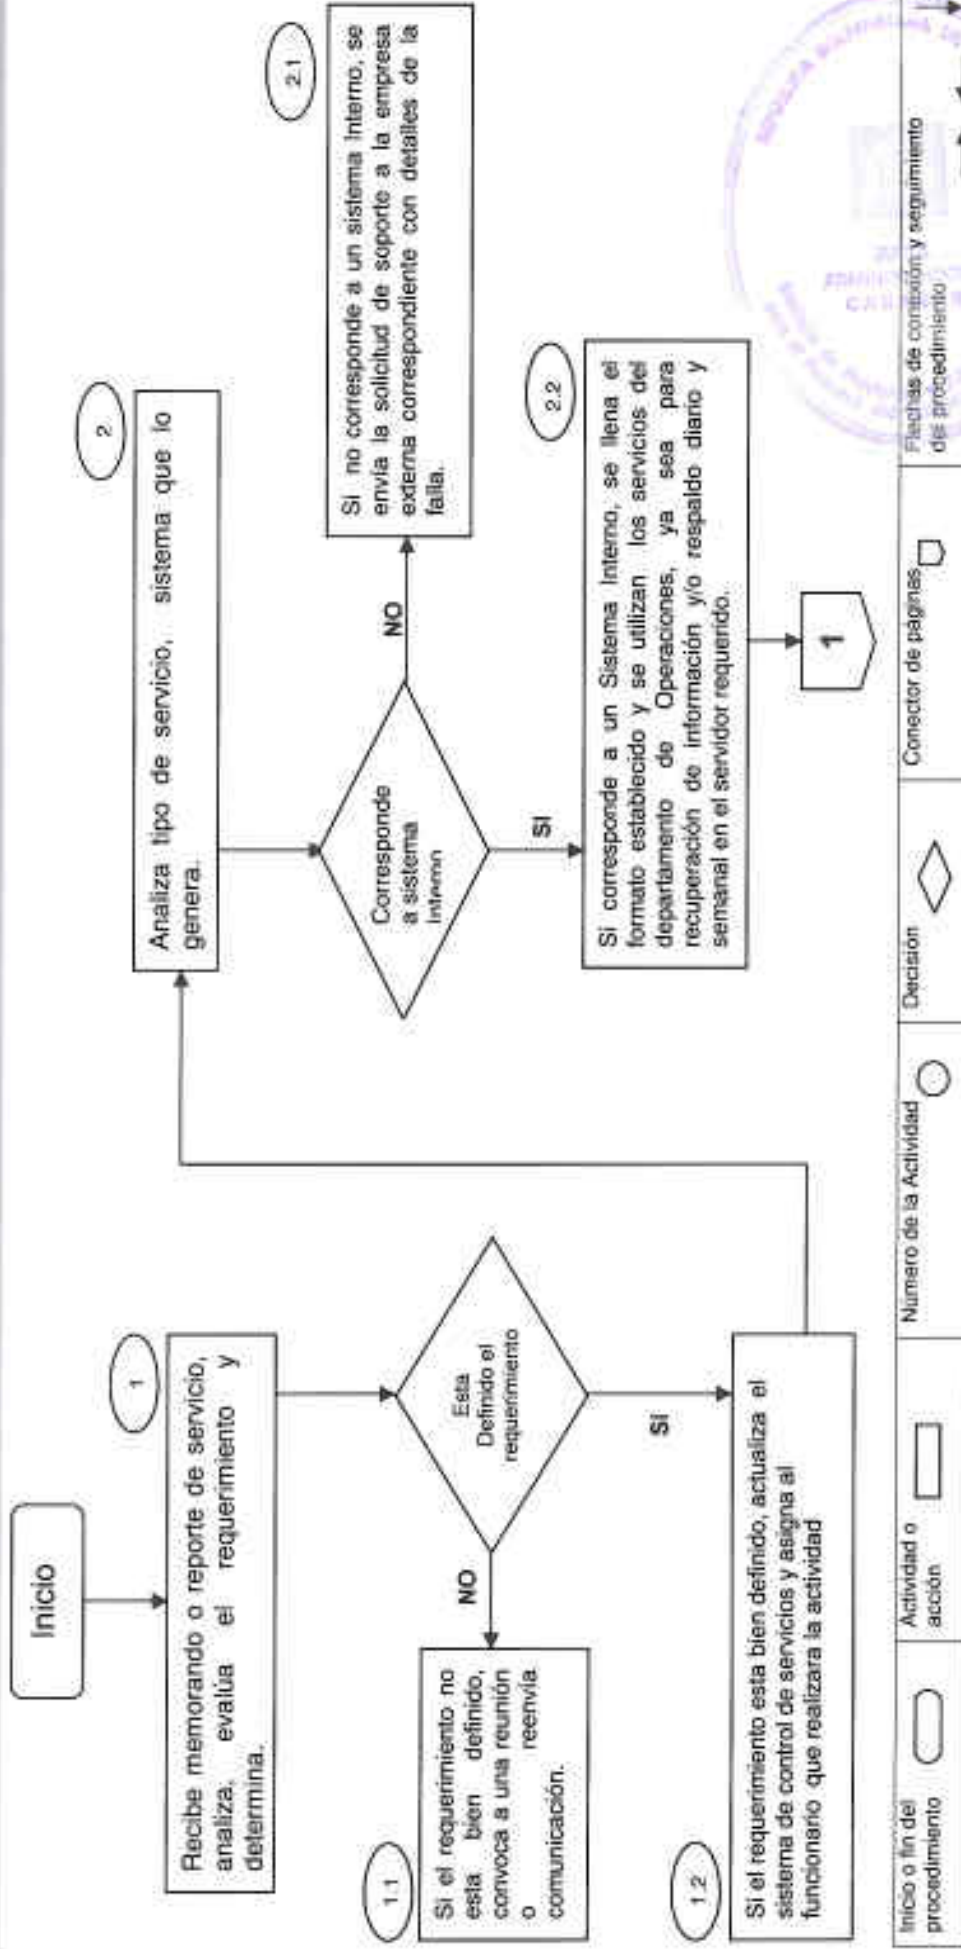 Inicio
1
Recibe memorando o reporte de servicio,
analiza, evalúa el requerimiento y
determina.
Esta
Definido el
requerimiento
NO
1.1
Si el requerimiento no
esta bien definido,
convoca a una reunión
o reenvía
comunicación.
SI
1.2
Si el requerimiento esta bien definido, actualiza el
sistema de control de servicios y asigna al
funcionario que realizara la actividad
2
Analiza tipo de servicio, sistema que lo
genera.
Corresponde
a sistema
interno
NO
2.1
Si no corresponde a un sistema Interno, se
envía la solicitud de soporte a la empresa
externa correspondiente con detalles de la
falla.
SI
2.2
Si corresponde a un Sistema Interno, se llena el
formato establecido y se utilizan los servicios del
departamento de Operaciones, ya sea para
recuperación de información y/o respaldo diario y
semanal en el servidor requerido.
1
Inicio o fin del
procedimiento
Actividad o
acción
Número de la Actividad
Decisión
Conector de páginas
Flechas de conexión y seguimiento
del procedimiento